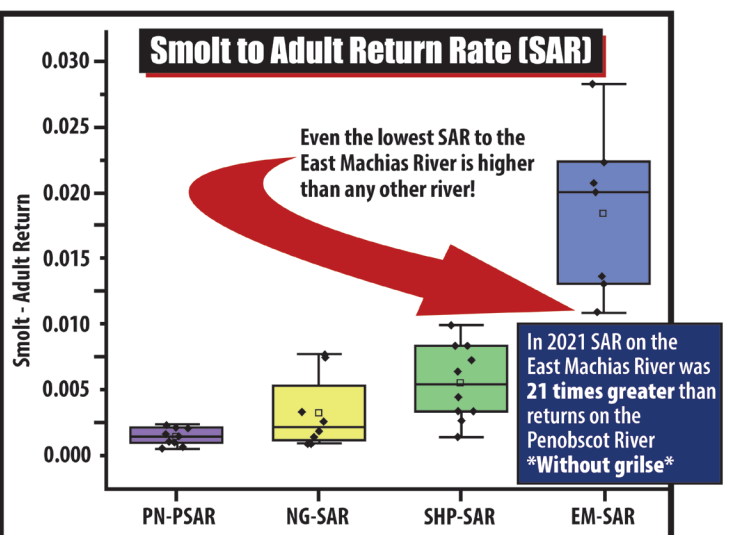 Smolt to Adult Return Rate (SAR)
0.030
0.025
0.020
0.015
0.010
0.005
0.000
Smolt - Adult Return
Even the lowest SAR to the
East Machias River is higher
than any other river!
In 2021 SAR on the
East Machias River was
21 times greater than
returns on the
Penobscot River
*Without grilse*
PN-PSAR
NG-SAR
SHP-SAR
EM-SAR